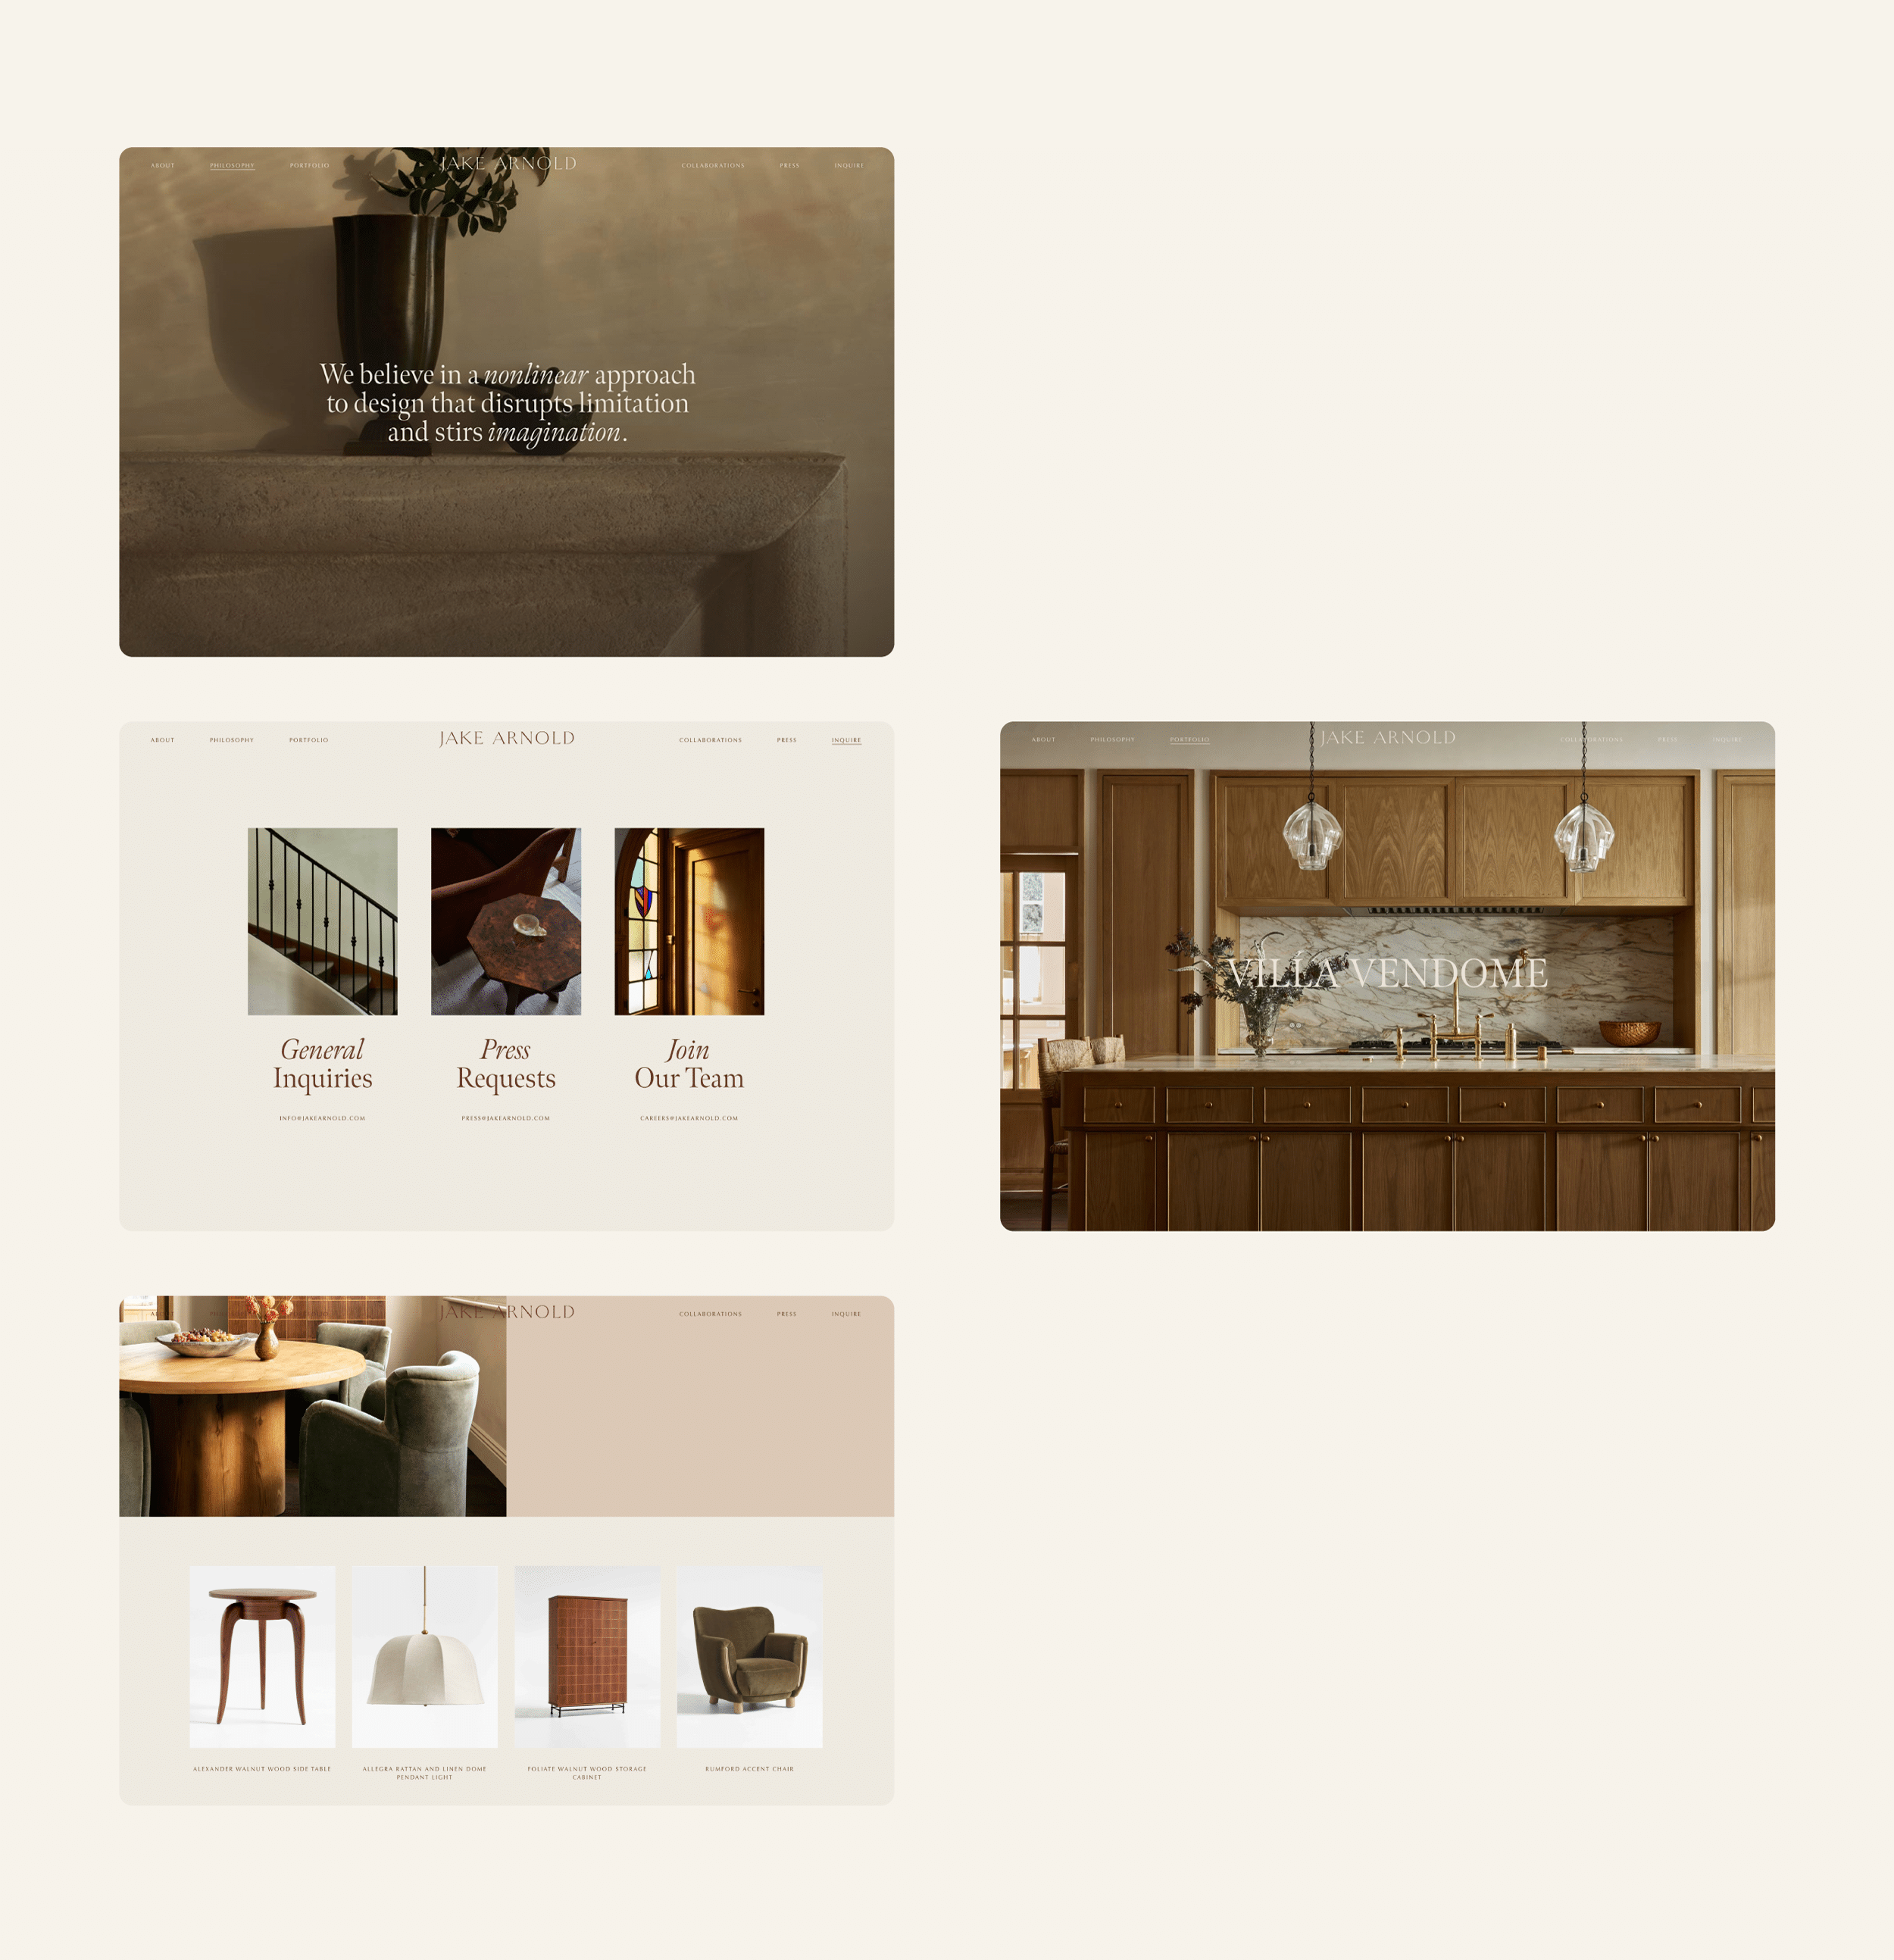 ABOUT PHILOSOPHY PORTFOLIO JAKE ARNOLD COLLABORATIONS PRESS INQUIRE
We believe in a nonlinear approach
to design that disrupts limitation
and stirs imagination.
ABOUT PHILOSOPHY PORTFOLIO JAKE ARNOLD COLLABORATIONS PRESS INQUIRE
General
Inquiries
INFO@JAKEARNOLD.COM
Press
Requests
PRESS@JAKEARNOLD.COM
Join
Our Team
CAREERS@JAKEARNOLD.COM
ABOUT PHILOSOPHY PORTFOLIO JAKE ARNOLD COLLABORATIONS PRESS INQUIRE
VILLA VENDOME
JAKE ARNOLD COLLABORATIONS PRESS INQUIRE
ALEXANDER WALNUT WOOD SIDE TABLE
ALLEGRA RATTAN AND LINEN DOME
PENDANT LIGHT
FOLIATE WALNUT WOOD STORAGE
CABINET
RUMFORD ACCENT CHAIR